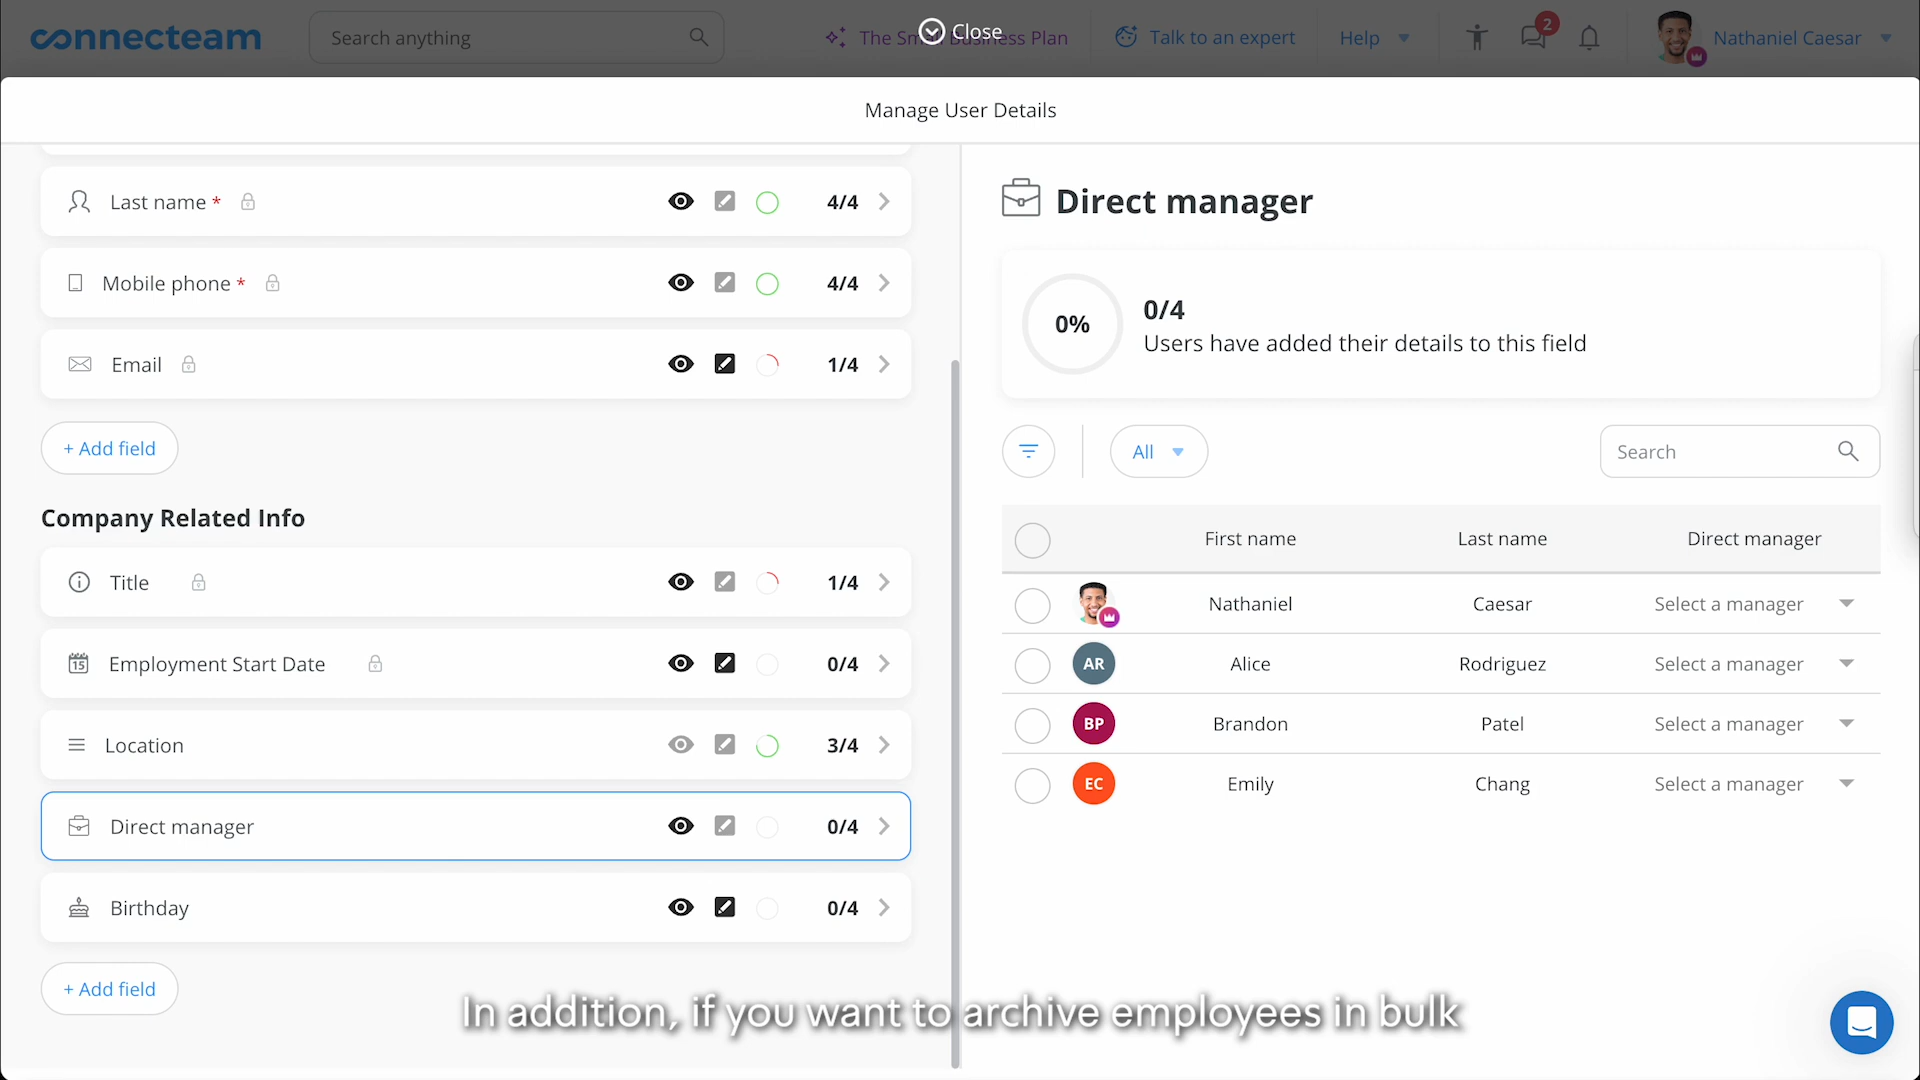 connecteam
Search anything
The Sm
Business Plan
Close
Talk to an expert
Help
2
Nathaniel Caesar
Manage User Details
Last name *
4/4
Mobile phone *
4/4
Email
1/4
+ Add field
Company Related Info
Title
1/4
15
Employment Start Date
0/4
Location
3/4
Direct manager
0/4
Birthday
0/4
+ Add field
Direct manager
0%
0/4
Users have added their details to this field
All
Search
First name
Last name
Direct manager
Nathaniel
Caesar
Select a manager
AR
Alice
Rodriguez
Select a manager
BP
Brandon
Patel
Select a manager
EC
Emily
Chang
Select a manager
In addition, if you want to archive employees in bulk